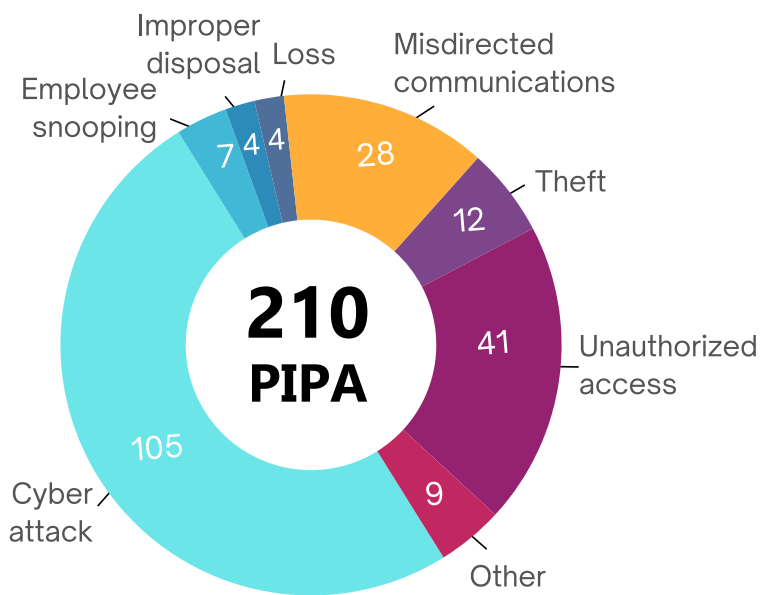 Improper
disposal
Loss
Misdirected
communications
Employee
snooping
7
4
4
28
Theft
12
210
PIPA
41
Unauthorized
access
105
Cyber
attack
9
Other